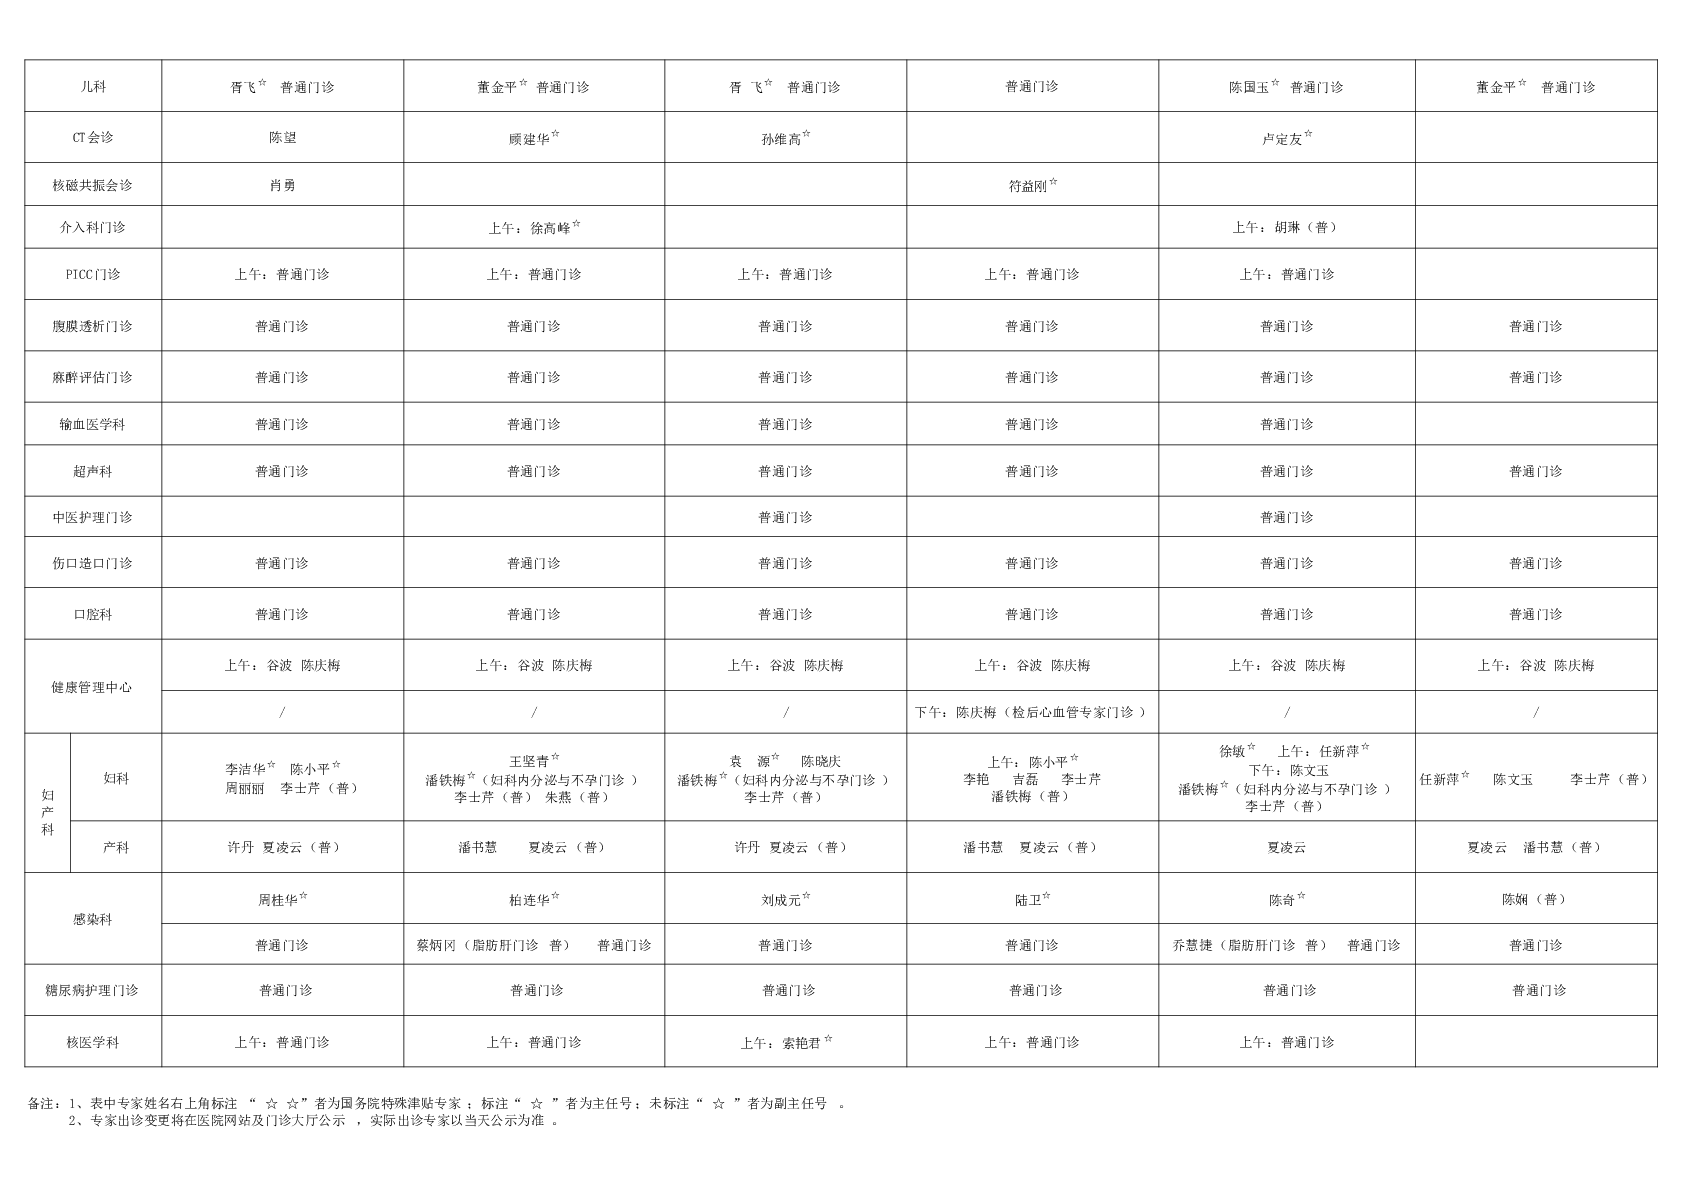 儿科 胥飞☆ 普通门诊 董金平☆ 普通门诊 胥 飞☆ 普通门诊 普通门诊 陈国玉☆ 普通门诊 董金平☆ 普通门诊
CT会诊 陈望 顾建华☆ 孙维高☆ 卢定友☆
核磁共振会诊 肖勇 符益刚☆
介入科门诊 上午：徐高峰☆ 上午：胡琳（普）
PICC门诊 上午：普通门诊 上午：普通门诊 上午：普通门诊 上午：普通门诊 上午：普通门诊
腹膜透析门诊 普通门诊 普通门诊 普通门诊 普通门诊 普通门诊 普通门诊
麻醉评估门诊 普通门诊 普通门诊 普通门诊 普通门诊 普通门诊 普通门诊
输血医学科 普通门诊 普通门诊 普通门诊 普通门诊 普通门诊
超声科 普通门诊 普通门诊 普通门诊 普通门诊 普通门诊 普通门诊
中医护理门诊 普通门诊 普通门诊
伤口造口门诊 普通门诊 普通门诊 普通门诊 普通门诊 普通门诊 普通门诊
口腔科 普通门诊 普通门诊 普通门诊 普通门诊 普通门诊 普通门诊
健康管理中心
上午：谷波 陈庆梅 上午：谷波 陈庆梅 上午：谷波 陈庆梅 上午：谷波 陈庆梅 上午：谷波 陈庆梅 上午：谷波 陈庆梅
/ / / 下午：陈庆梅（检后心血管专家门诊） / /
妇产科
妇科
李洁华☆ 陈小平☆
周丽丽 李士芹（普）
王坚青☆
潘铁梅☆（妇科内分泌与不孕门诊）
李士芹（普） 朱燕（普）
袁 源☆ 陈晓庆
潘铁梅☆（妇科内分泌与不孕门诊）
李士芹（普）
上午：陈小平☆
李艳 吉磊 李士芹
潘铁梅（普）
徐敏☆ 上午：任新萍☆
下午：陈文玉
潘铁梅☆（妇科内分泌与不孕门诊）
李士芹（普）
任新萍☆ 陈文玉 李士芹（普）
产科 许丹 夏凌云（普） 潘书慧 夏凌云（普） 许丹 夏凌云（普） 潘书慧 夏凌云（普） 夏凌云 夏凌云 潘书慧（普）
感染科
周桂华☆ 柏连华☆ 刘成元☆ 陆卫☆ 陈奇☆ 陈娴（普）
普通门诊 蔡炳冈（脂肪肝门诊 普） 普通门诊 普通门诊 普通门诊 乔慧捷（脂肪肝门诊 普） 普通门诊 普通门诊
糖尿病护理门诊 普通门诊 普通门诊 普通门诊 普通门诊 普通门诊 普通门诊
核医学科 上午：普通门诊 上午：普通门诊 上午：索艳君☆ 上午：普通门诊 上午：普通门诊
备注：1、表中专家姓名右上角标注 “ ☆ ☆”者为国务院特殊津贴专家；标注“ ☆ ”者为主任号；未标注“ ☆ ”者为副主任号 。
2、专家出诊变更将在医院网站及门诊大厅公示 ，实际出诊专家以当天公示为准 。